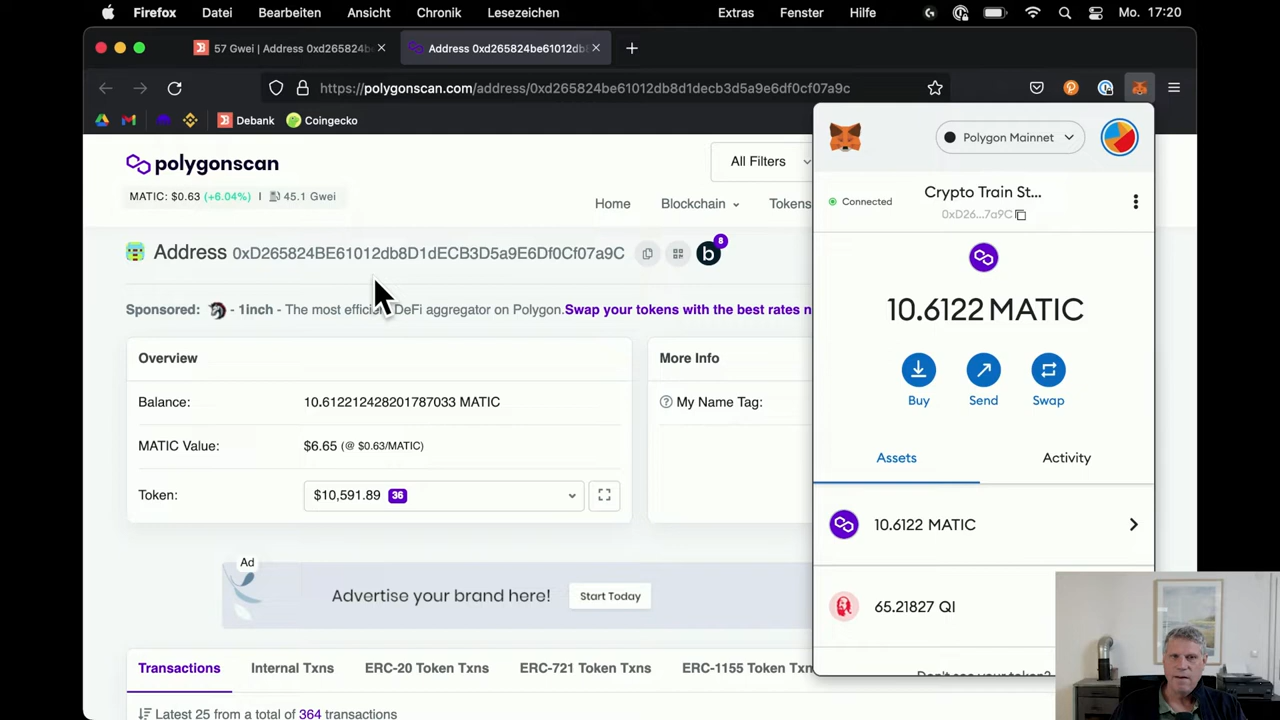 Firefox Datei Bearbeiten Ansicht Chronik Lesezeichen Extras Fenster Hilfe Mo. 17:20
57 Gwei | Address 0xd265824b
Address 0xd265824be61012db
https://polygonscan.com/address/0xd265824be61012db8d1decb3d5a9e6df0cf07a9c
Debank Coingecko
polygonscan
All Filters
MATIC: $0.63 (+6.04%) | 45.1 Gwei
Home Blockchain Tokens
Address 0xD265824BE61012db8D1dECB3D5a9E6Df0Cf07a9C
b 8
Sponsored: 1inch - The most DeFi aggregator on Polygon. Swap your tokens with the best rates
Overview
Balance: 10.612212428201787033 MATIC
MATIC Value: $6.65 (@ $0.63/MATIC)
Token: $10,591.89 36
More Info
My Name Tag:
Ad
Advertise your brand here! Start Today
Transactions Internal Txns ERC-20 Token Txns ERC-721 Token Txns ERC-1155 Token Txn
Latest 25 from a total of 364 transactions
Polygon Mainnet
Connected
Crypto Train St...
0xD26...7a9C
10.6122 MATIC
Buy Send Swap
Assets Activity
10.6122 MATIC
65.21827 QI